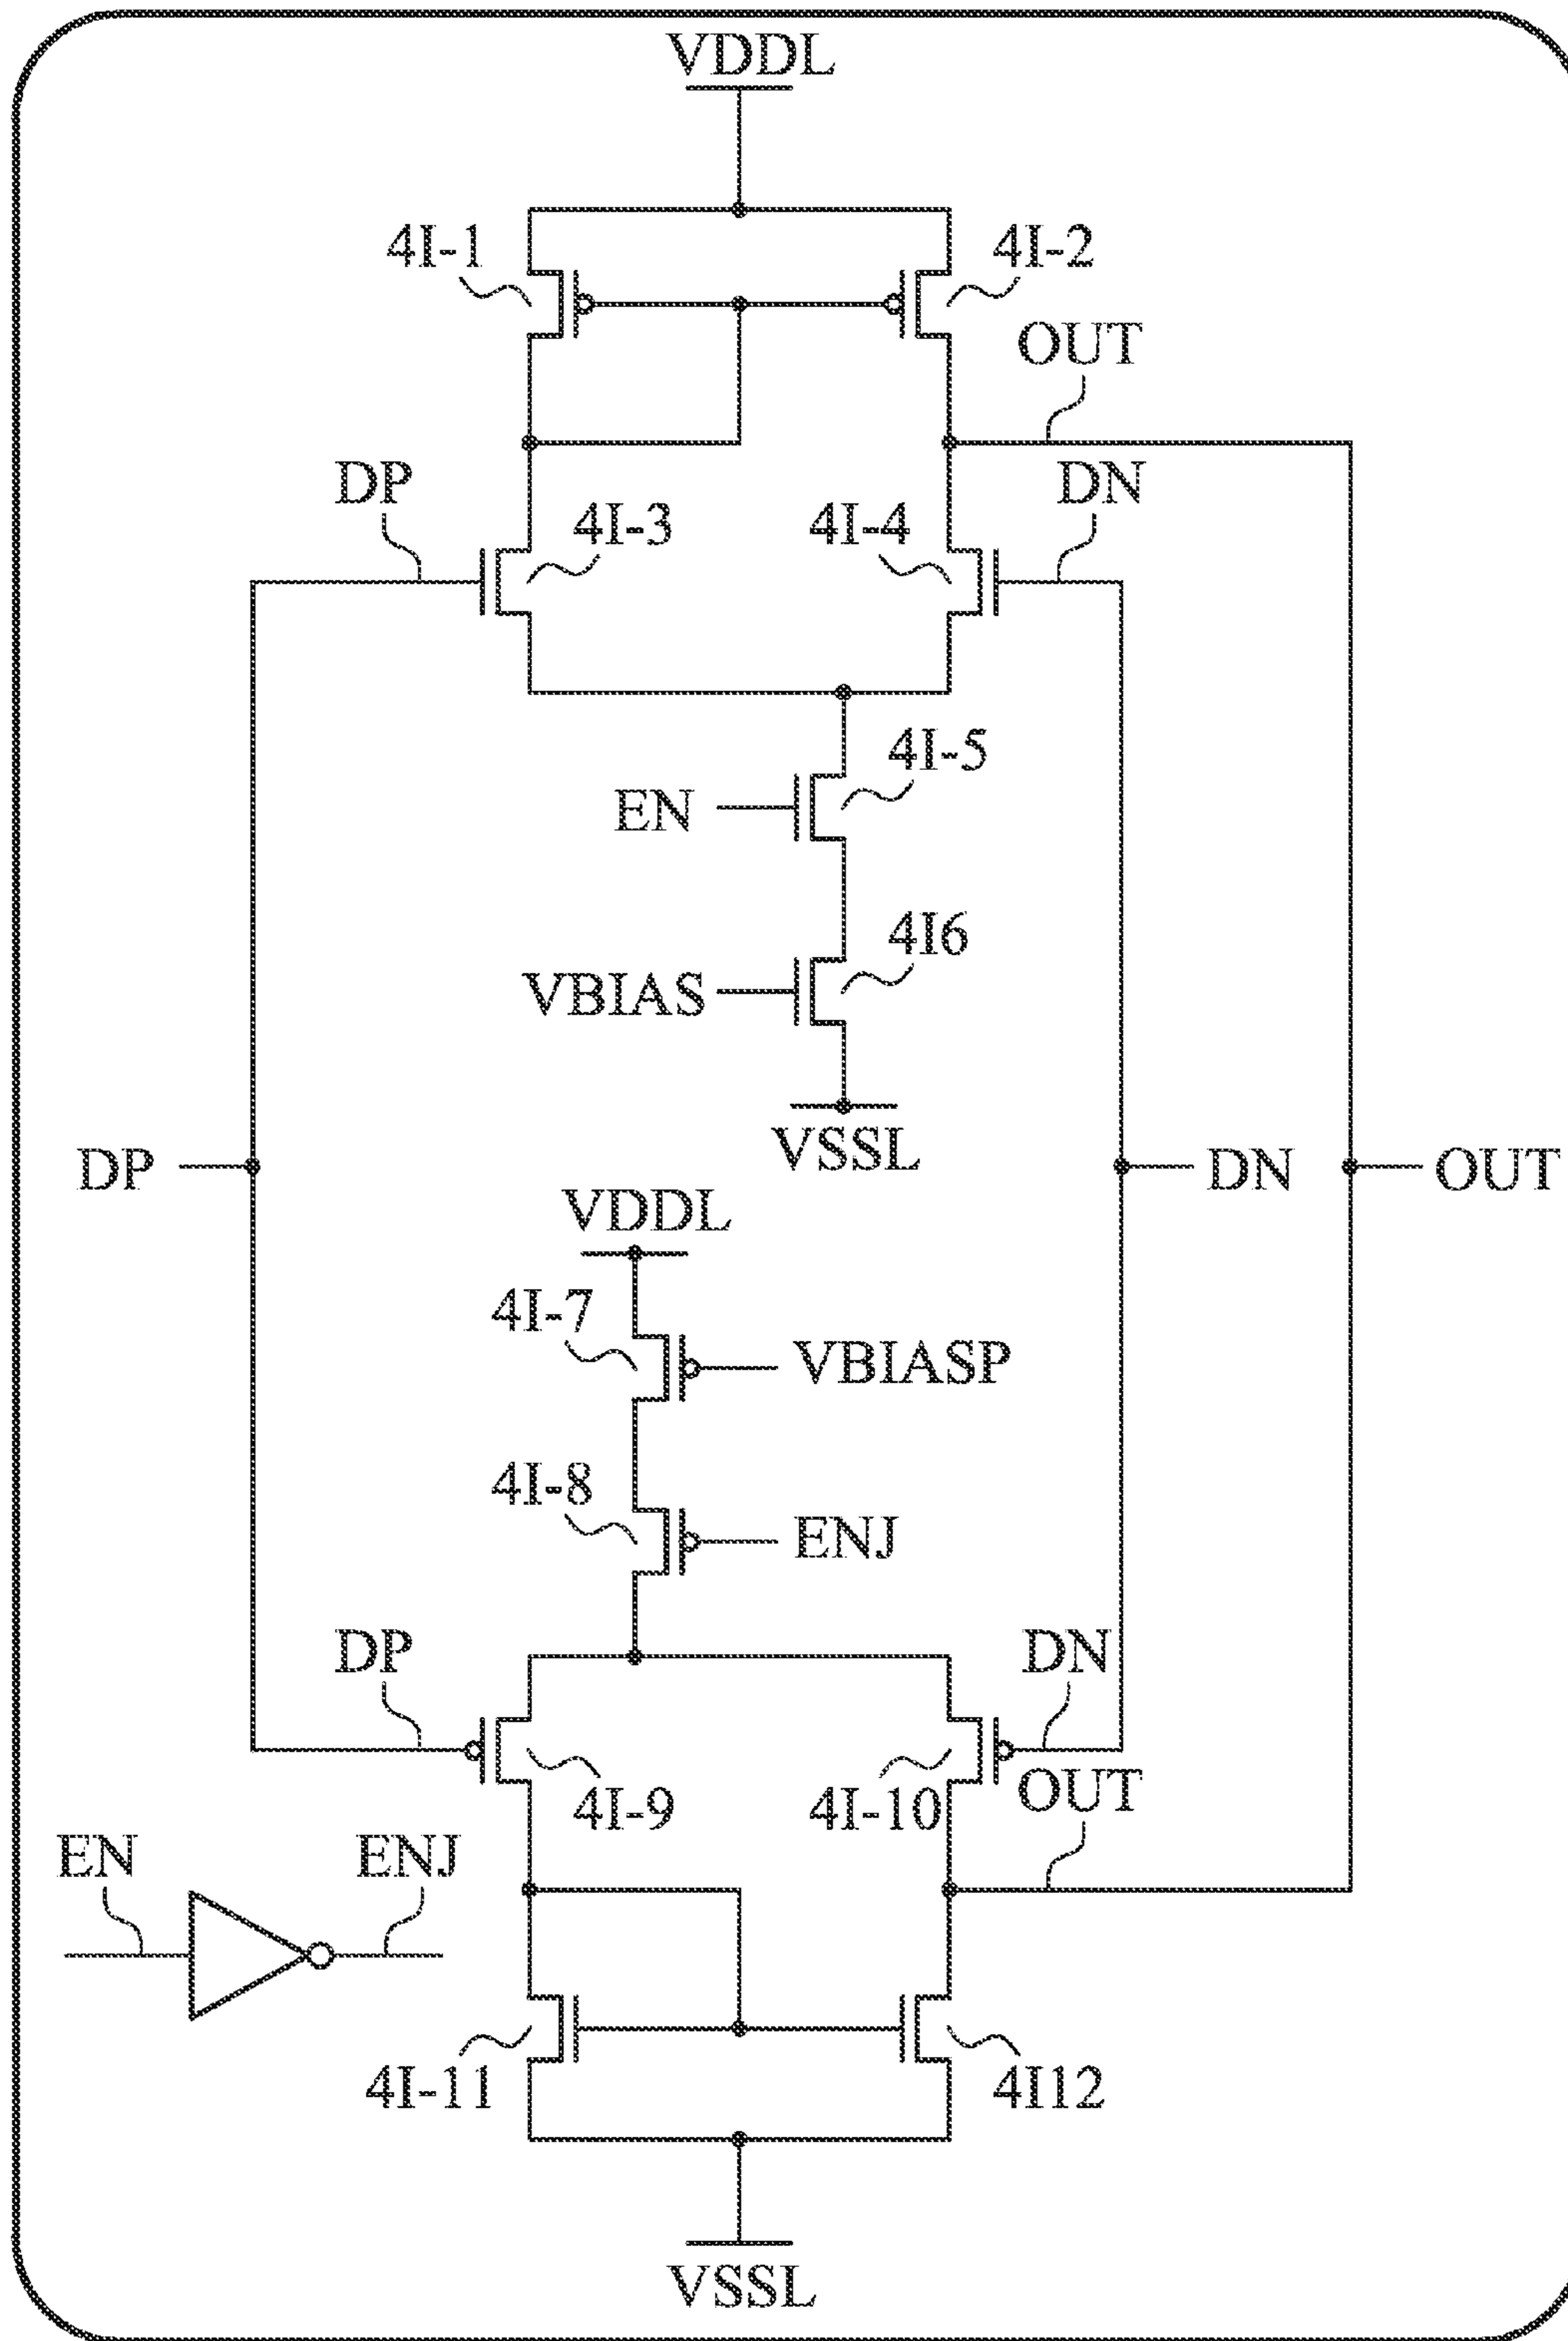 VDDL
4I-1
4I-2
OUT
DP
4I-3
4I-4
DN
4I-5
EN
4I6
VBIAS
VSSL
DP
DN
OUT
VDDL
4I-7
VBIASP
4I-8
ENJ
DP
DN
4I-9
4I-10
OUT
EN
ENJ
4I-11
4I12
VSSL